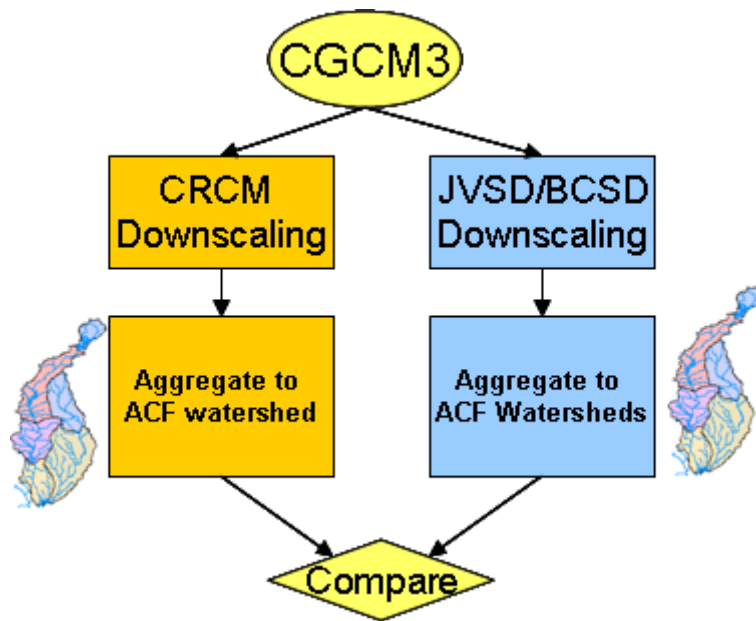 CGCM3
CRCM
Downscaling
JVSD/BCSD
Downscaling
Aggregate to
ACF watershed
Aggregate to
ACF Watersheds
Compare